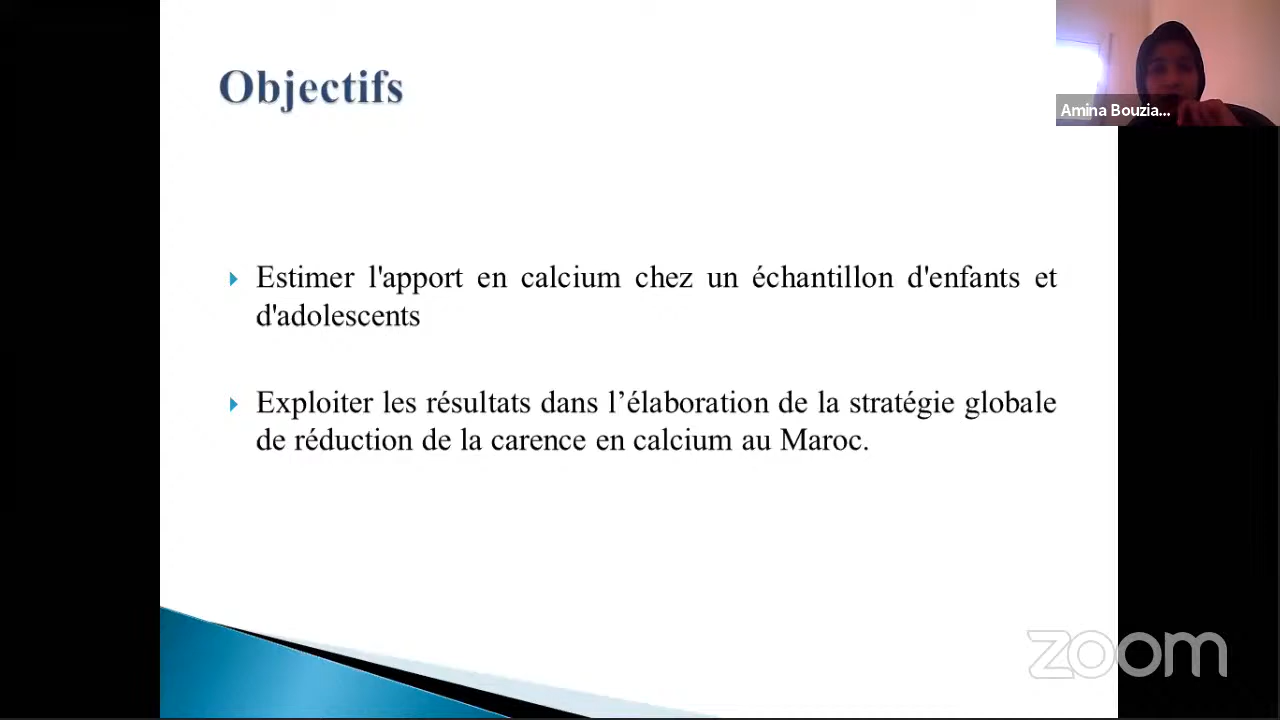 Objectifs
Amina Bouzia...
Estimer l'apport en calcium chez un échantillon d'enfants et
d'adolescents
Exploiter les résultats dans l’élaboration de la stratégie globale
de réduction de la carence en calcium au Maroc.
zoom